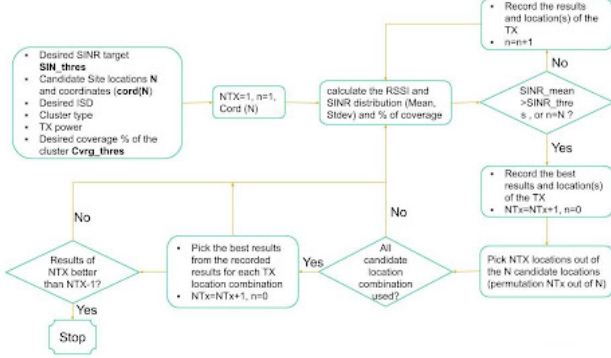 • Desired SINR target
SIN_thres
• Candidate Site locations N
and coordinates (cord(N)
• Desired ISD
• Cluster type
• TX power
• Desired coverage % of the
cluster Cvrg_thres
NTX=1, n=1,
Cord (N)
calculate the RSSI and
SINR distribution (Mean,
Stdev) and % of coverage
• Record the results
and location(s) of the
TX
• n=n+1
No
SINR_mean
>SINR_thre
s , or n=N ?
Yes
• Record the best
results and location(s)
of the TX
• NTx=NTx+1, n=0
Pick NTX locations out of
the N candidate locations
(permutation NTx out of N)
All
candidate
location
combination
used?
No
Yes
• Pick the best results
from the recorded
results for each TX
location combination
• NTx=NTx+1, n=0
Results of
NTX better
than NTX-1?
No
Yes
Stop